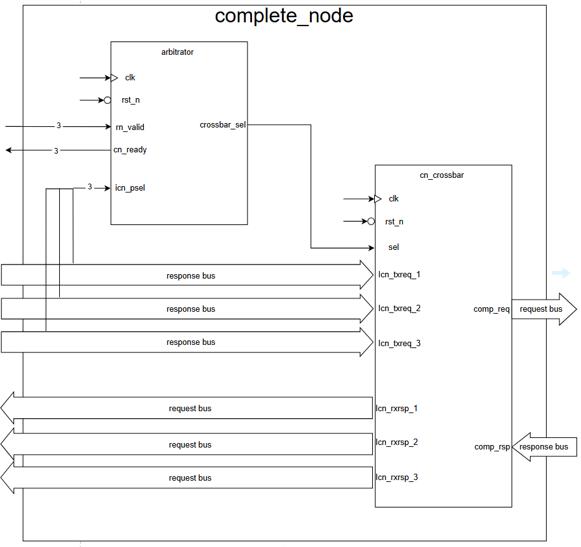 complete_node
arbitrator
clk
rst_n
rn_valid
3
cn_ready
3
icn_psel
3
crossbar_sel
cn_crossbar
clk
rst_n
sel
response bus
lcn_txreq_1
response bus
lcn_txreq_2
response bus
lcn_txreq_3
comp_req
request bus
request bus
lcn_rxrsp_1
request bus
lcn_rxrsp_2
request bus
lcn_rxrsp_3
comp_rsp
response bus